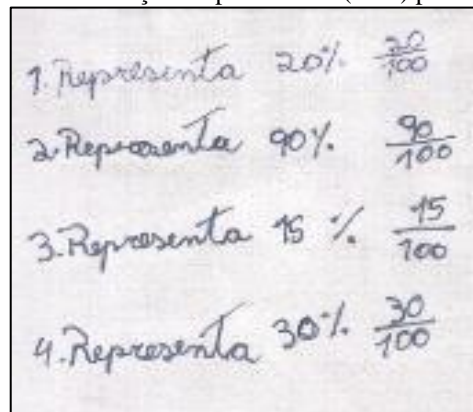 1. Representa 20% 20/100
2. Representa 90% 90/100
3. Representa 15% 15/100
4. Representa 30% 30/100